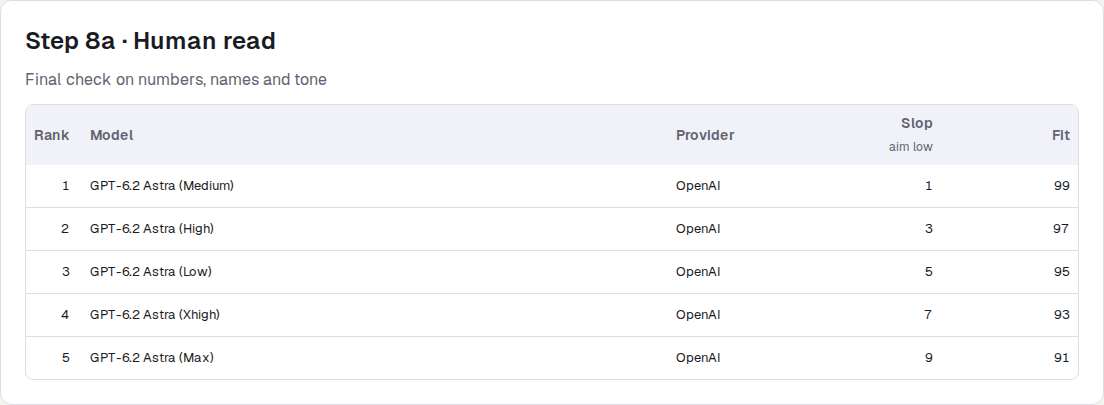 Step 8a · Human read
Final check on numbers, names and tone
Rank Model Provider Slop aim low Fit
1 GPT-6.2 Astra (Medium) OpenAI 1 99
2 GPT-6.2 Astra (High) OpenAI 3 97
3 GPT-6.2 Astra (Low) OpenAI 5 95
4 GPT-6.2 Astra (Xhigh) OpenAI 7 93
5 GPT-6.2 Astra (Max) OpenAI 9 91